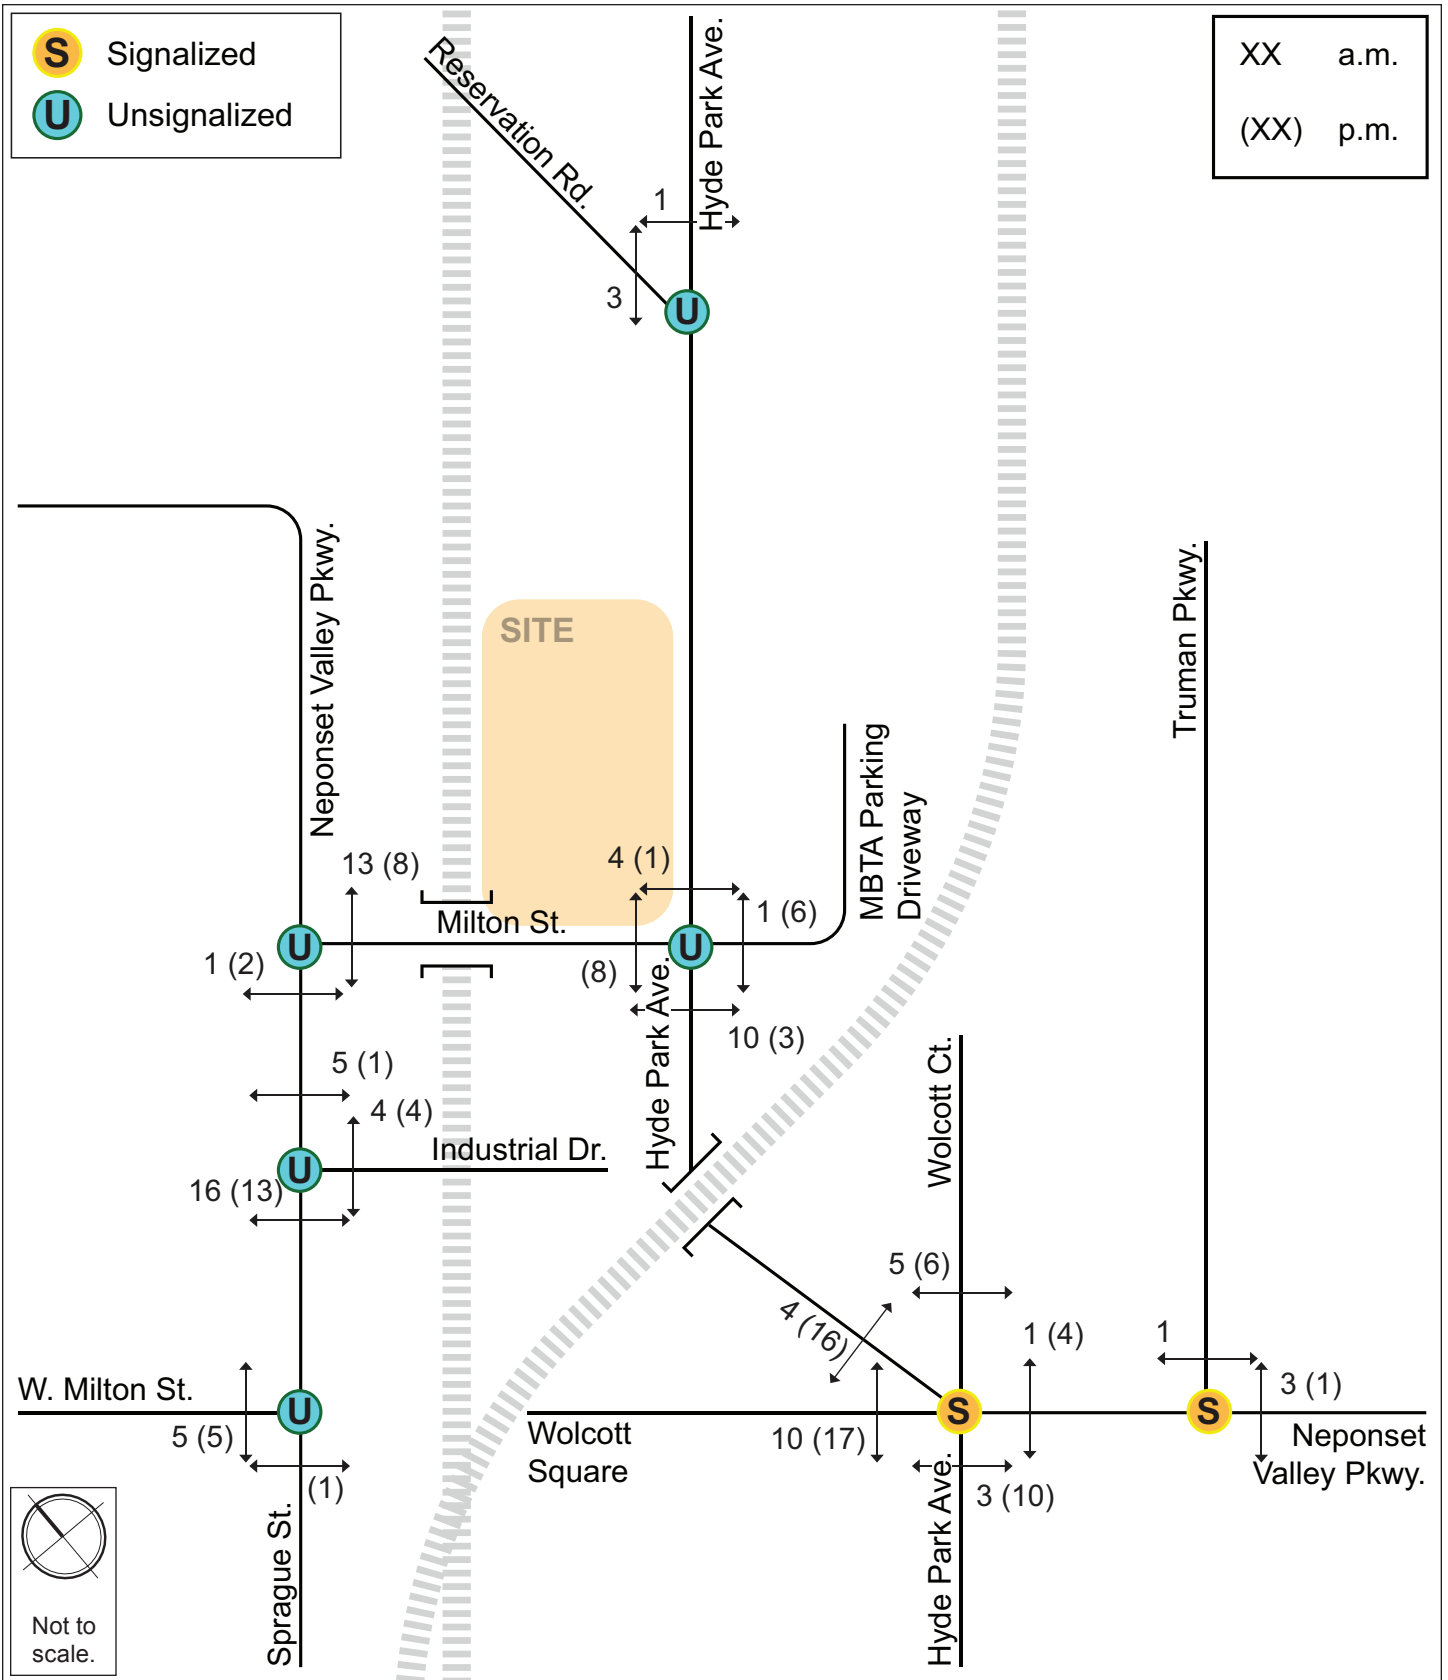 S Signalized
U Unsignalized
XX a.m.
(XX) p.m.
Reservation Rd.
Hyde Park Ave.
1
3
U
Neponset Valley Pkwy.
SITE
Truman Pkwy.
MBTA Parking
Driveway
13 (8)
4 (1)
1 (6)
Milton St.
U
U
1 (2)
(8)
10 (3)
Hyde Park Ave.
5 (1)
4 (4)
Industrial Dr.
U
16 (13)
Wolcott Ct.
5 (6)
4 (16)
1 (4)
1
3 (1)
W. Milton St.
U
5 (5)
(1)
Sprague St.
Wolcott
Square
10 (17)
S
S
3 (10)
Hyde Park Ave.
Neponset
Valley Pkwy.
Not to
scale.